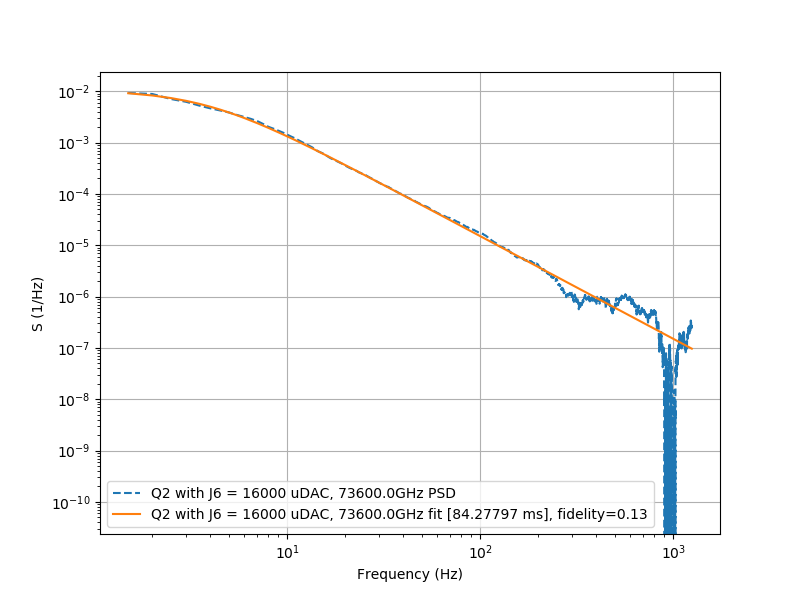 10⁻²
10⁻³
10⁻⁴
10⁻⁵
10⁻⁶
10⁻⁷
10⁻⁸
10⁻⁹
10⁻¹⁰
S (1/Hz)
Q2 with J6 = 16000 uDAC, 73600.0GHz PSD
Q2 with J6 = 16000 uDAC, 73600.0GHz fit [84.27797 ms], fidelity=0.13
10¹ 10² 10³
Frequency (Hz)